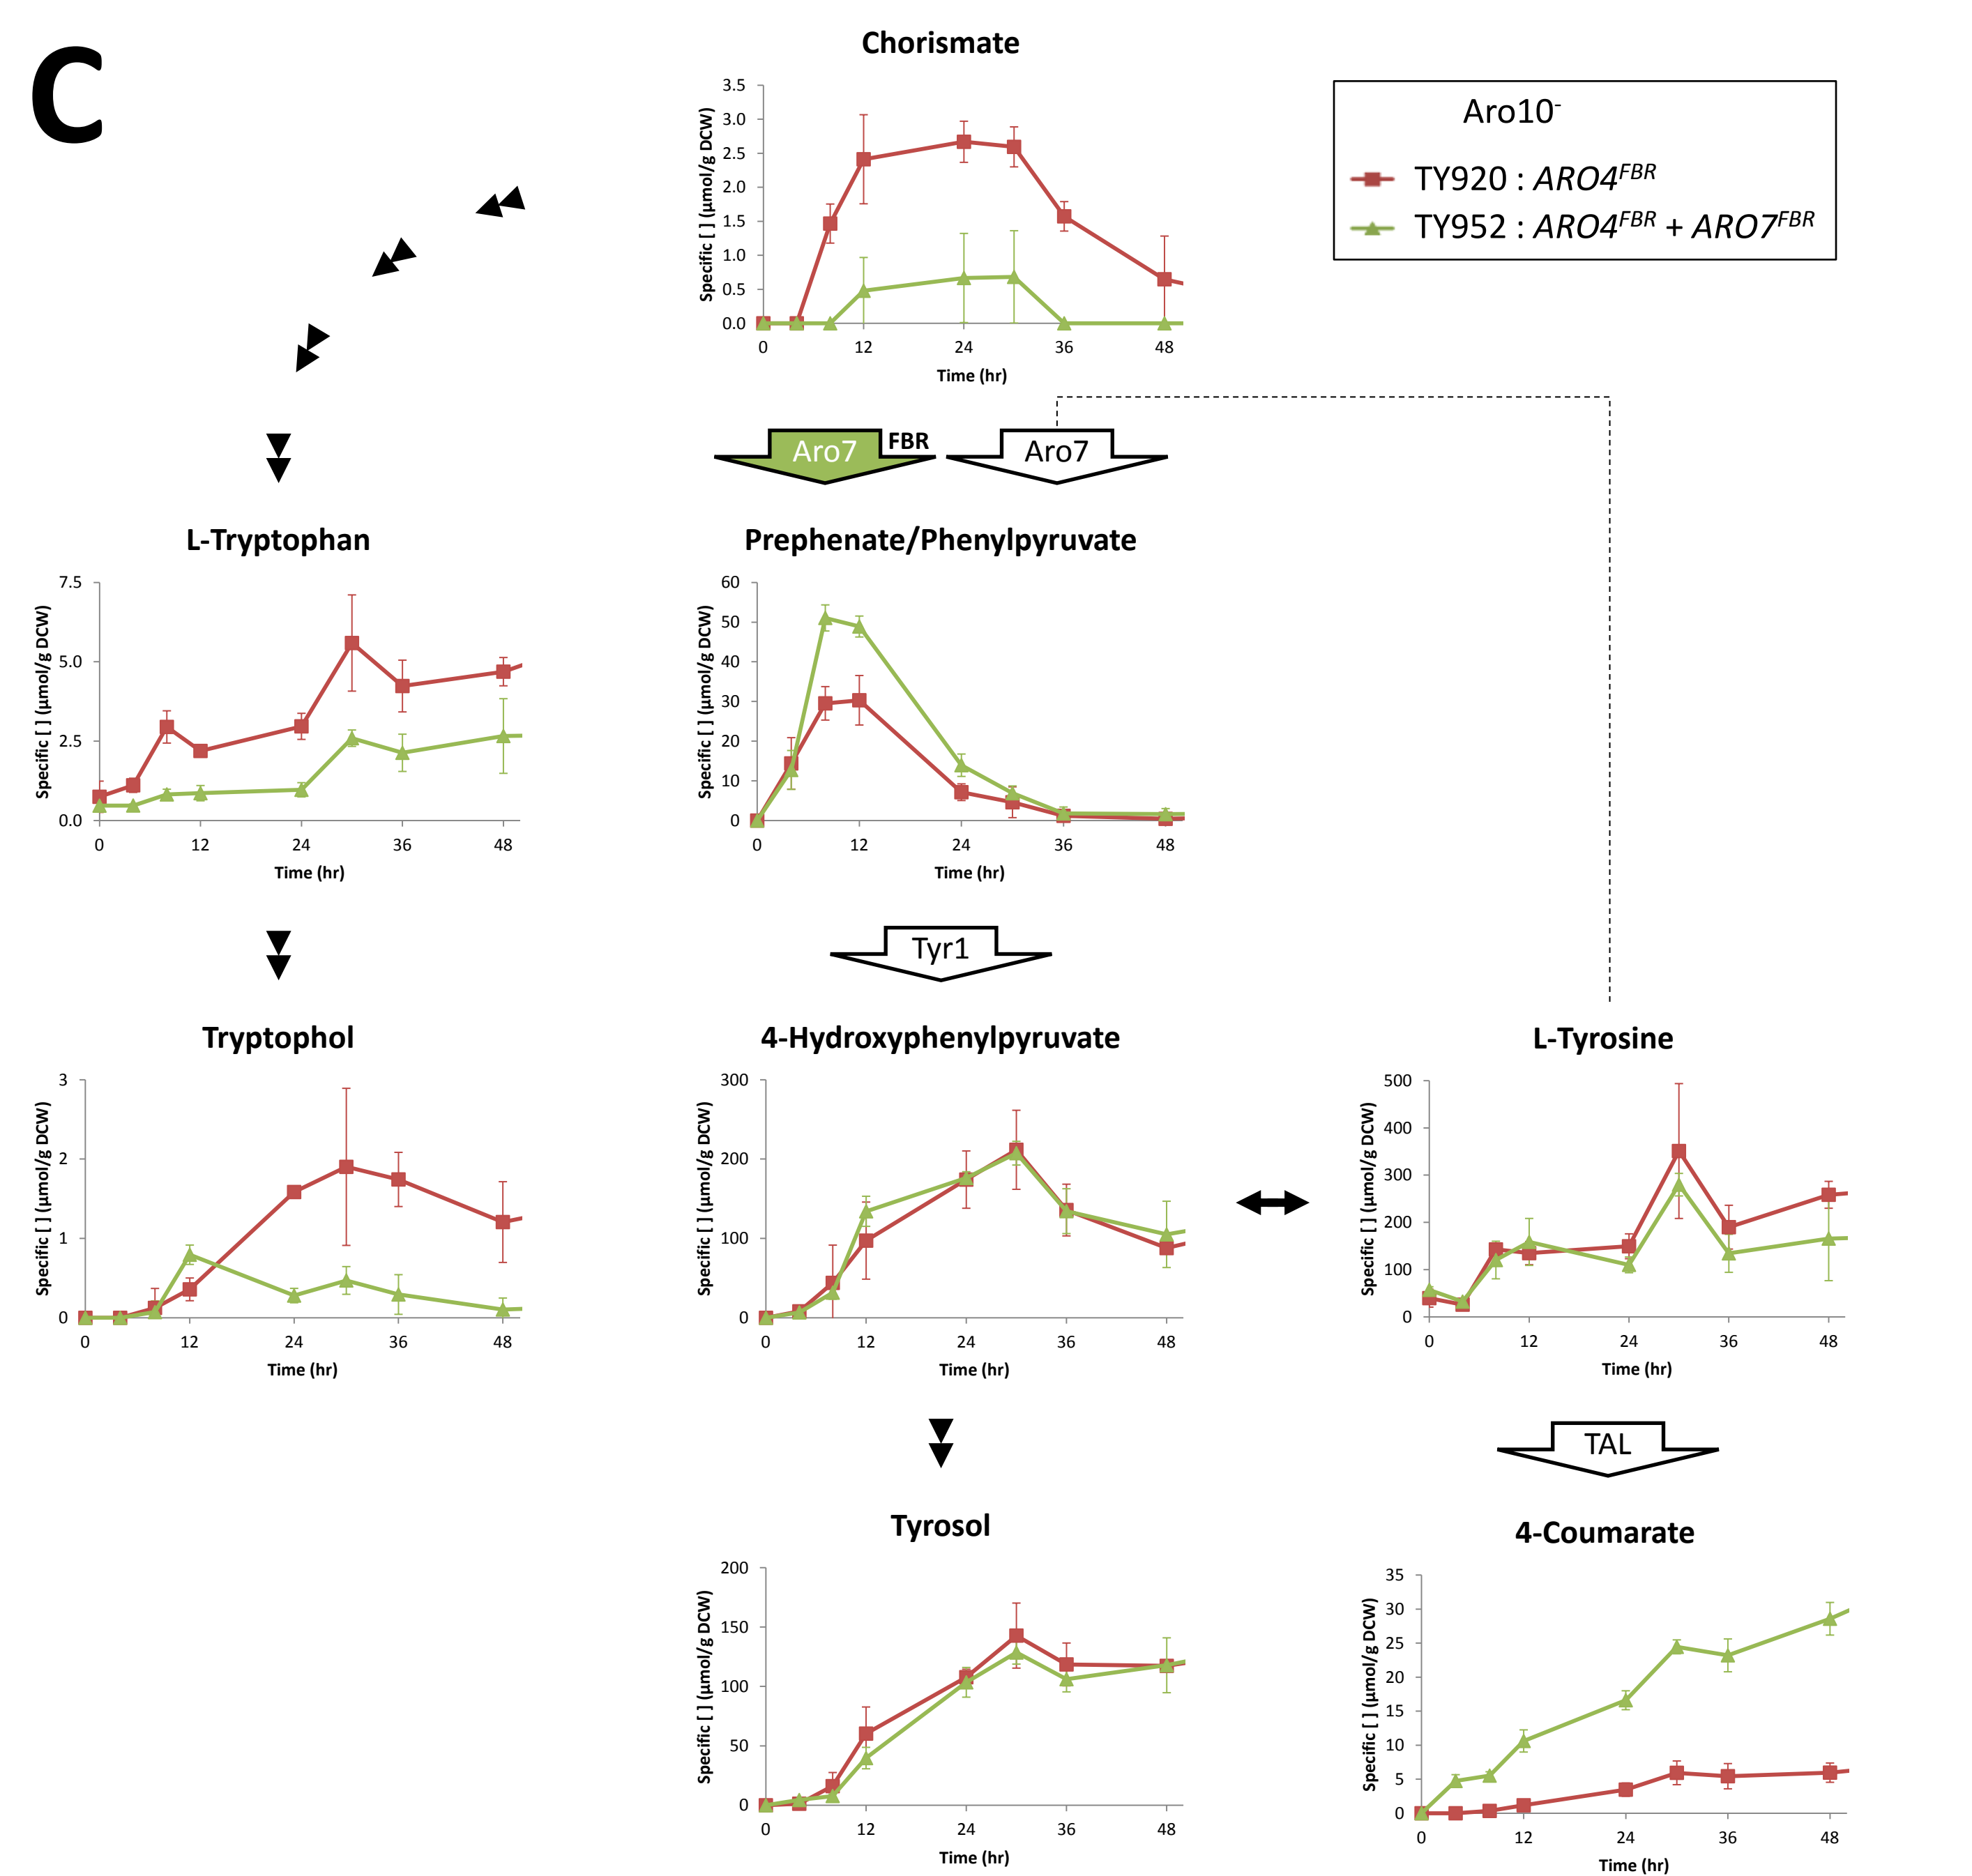 C
Chorismate
3.5
3.0
2.5
2.0
1.5
1.0
0.5
0.0
Specific [ ] (µmol/g DCW)
0 12 24 36 48
Time (hr)
Aro10-
TY920 : ARO4FBR
TY952 : ARO4FBR + ARO7FBR
Aro7 FBR
Aro7
L-Tryptophan
7.5
5.0
2.5
0.0
Specific [ ] (µmol/g DCW)
0 12 24 36 48
Time (hr)
Prephenate/Phenylpyruvate
60
50
40
30
20
10
0
Specific [ ] (µmol/g DCW)
0 12 24 36 48
Time (hr)
Tyr1
Tryptophol
3
2
1
0
Specific [ ] (µmol/g DCW)
0 12 24 36 48
Time (hr)
4-Hydroxyphenylpyruvate
300
200
100
0
Specific [ ] (µmol/g DCW)
0 12 24 36 48
Time (hr)
L-Tyrosine
500
400
300
200
100
0
Specific [ ] (µmol/g DCW)
0 12 24 36 48
Time (hr)
TAL
Tyrosol
200
150
100
50
0
Specific [ ] (µmol/g DCW)
0 12 24 36 48
Time (hr)
4-Coumarate
35
30
25
20
15
10
5
0
Specific [ ] (µmol/g DCW)
0 12 24 36 48
Time (hr)